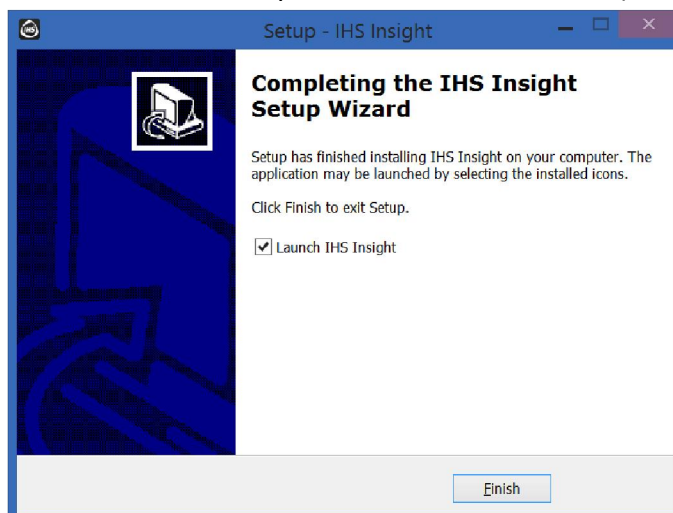 IHS
Setup - IHS Insight
Completing the IHS Insight
Setup Wizard
Setup has finished installing IHS Insight on your computer. The
application may be launched by selecting the installed icons.
Click Finish to exit Setup.
Launch IHS Insight
Finish